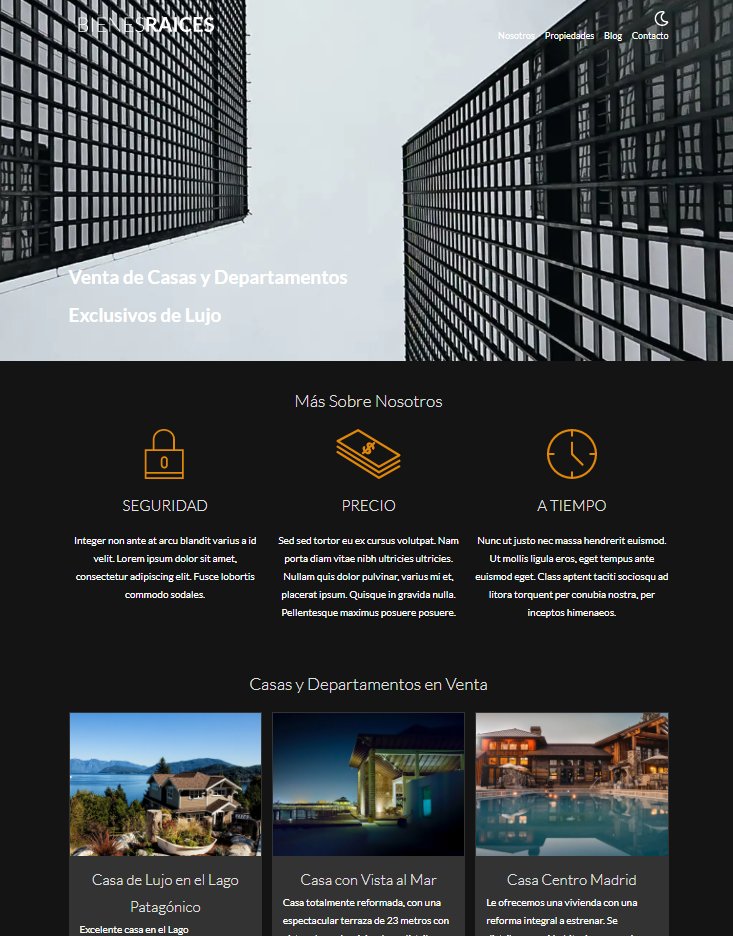 BIENESRAICES
Nosotros Propiedades Blog Contacto
Venta de Casas y Departamentos
Exclusivos de Lujo
Más Sobre Nosotros
SEGURIDAD
Integer non ante at arcu blandit varius a id
velit. Lorem ipsum dolor sit amet,
consectetur adipiscing elit. Fusce lobortis
commodo sodales.
PRECIO
Sed sed tortor eu ex cursus volutpat. Nam
porta diam vitae nibh ultricies ultricies.
Nullam quis dolor pulvinar, varius mi et,
placerat ipsum. Quisque in gravida nulla.
Pellentesque maximus posuere posuere.
A TIEMPO
Nunc ut justo nec massa hendrerit euismod.
Ut mollis ligula eros, eget tempus ante
euismod eget. Class aptent taciti sociosqu ad
litora torquent per conubia nostra, per
inceptos himenaeos.
Casas y Departamentos en Venta
Casa de Lujo en el Lago
Patagónico
Excelente casa en el Lago
Casa con Vista al Mar
Casa totalmente reformada, con una
espectacular terraza de 23 metros con
Casa Centro Madrid
Le ofrecemos una vivienda con una
reforma integral a estrenar. Se